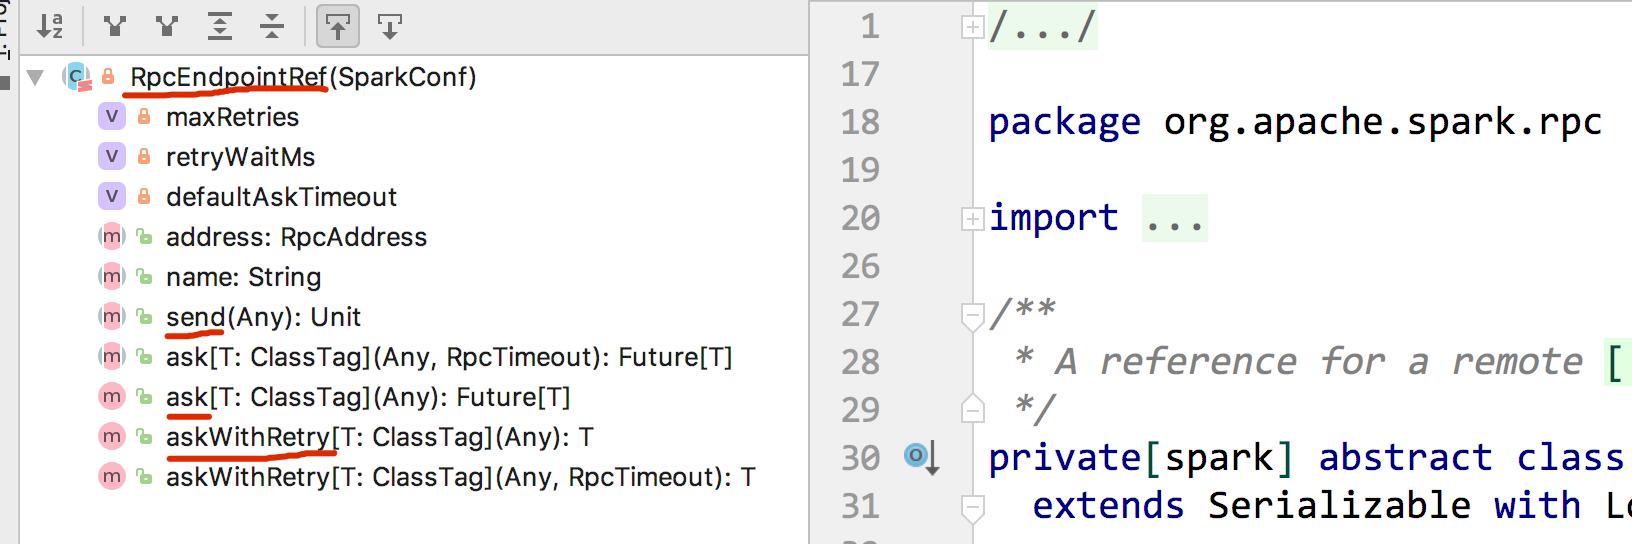 RpcEndpointRef(SparkConf)
maxRetries
retryWaitMs
defaultAskTimeout
address: RpcAddress
name: String
send(Any): Unit
ask[T: ClassTag](Any, RpcTimeout): Future[T]
ask[T: ClassTag](Any): Future[T]
askWithRetry[T: ClassTag](Any): T
askWithRetry[T: ClassTag](Any, RpcTimeout): T
1 /.../
17
18 package org.apache.spark.rpc
19
20 import ...
26
27 /**
28 * A reference for a remote [
29 */
30 private[spark] abstract class
31 extends Serializable with Lo